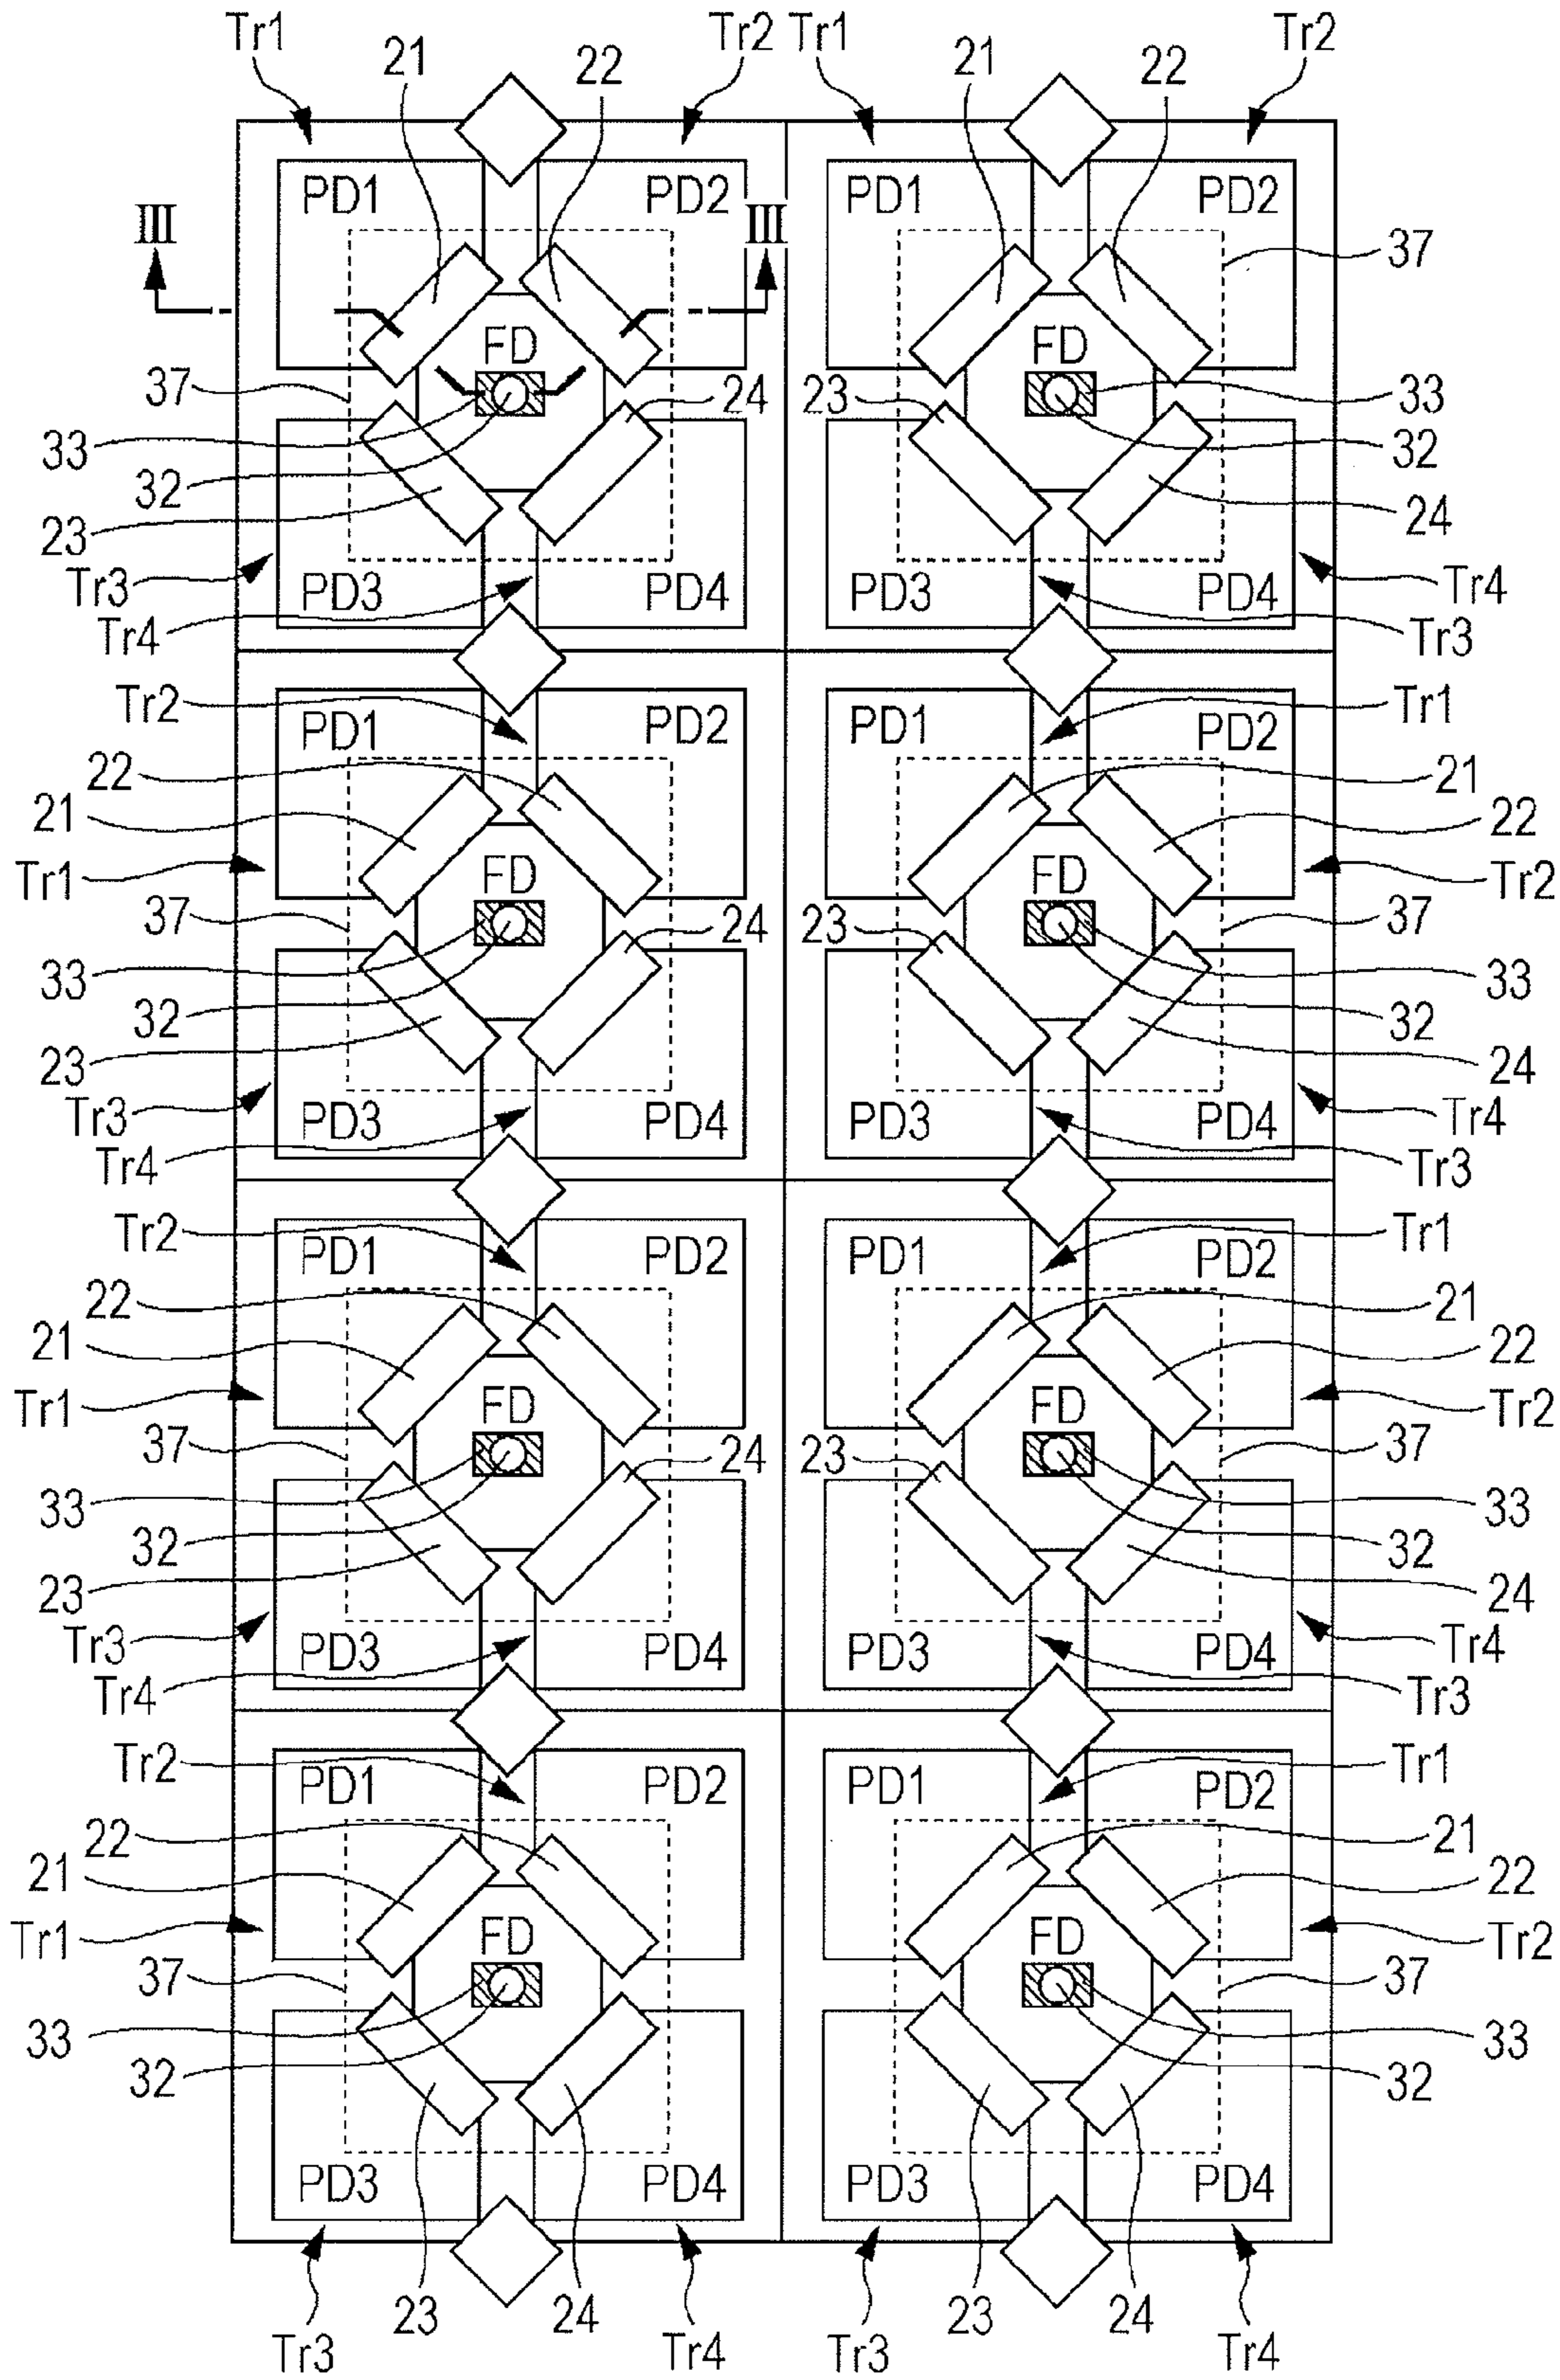 Tr1 Tr2 Tr1 Tr2
21 22 21 22
PD1 PD2 PD1 PD2
III III 37
FD FD
37 24 23 33
33 32
32 24
23
Tr3 PD3 PD4 PD3 PD4 Tr4
Tr4 Tr3
Tr2 PD1 PD2 PD1 PD2 Tr1
22 21
21 22
Tr1 FD FD Tr2
37 24 23 37
33 33
32 32
23 24
Tr3 PD3 PD4 PD3 PD4 Tr4
Tr4 Tr3
Tr2 PD1 PD2 PD1 PD2 Tr1
22 21
21 22
Tr1 FD FD Tr2
37 24 23 37
33 33
32 32
23 24
Tr3 PD3 PD4 PD3 PD4 Tr4
Tr4 Tr3
Tr2 PD1 PD2 PD1 PD2 Tr1
22 21
21 22
Tr1 FD FD Tr2
37 37
33 33
32 32
PD3 PD4 PD3 PD4
23 24 23 24
Tr3 Tr4 Tr3 Tr4